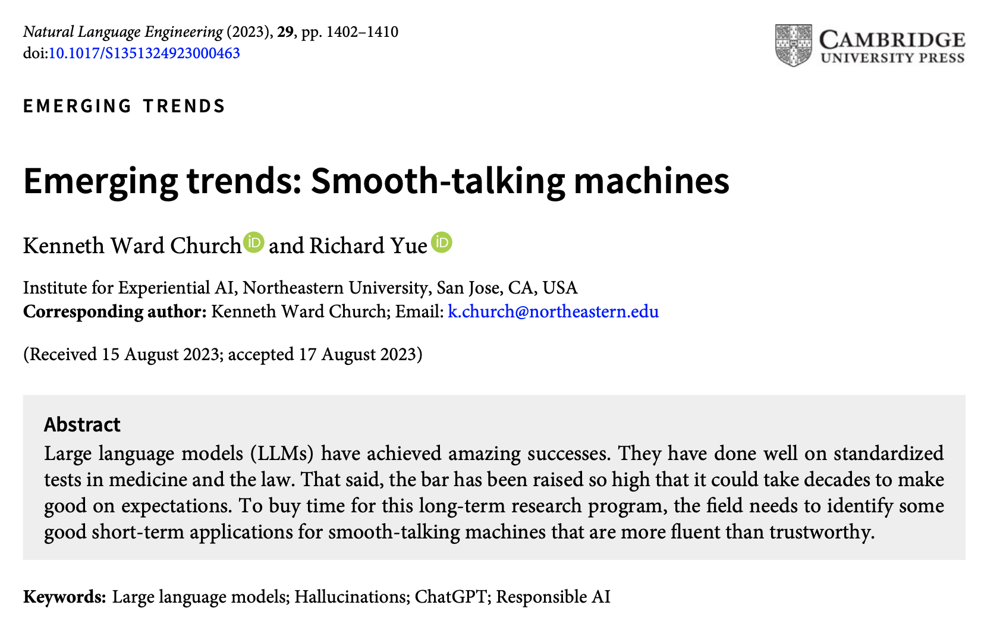 Natural Language Engineering (2023), 29, pp. 1402–1410
doi:10.1017/S1351324923000463
CAMBRIDGE
UNIVERSITY PRESS
EMERGING TRENDS
Emerging trends: Smooth-talking machines
Kenneth Ward Church iD and Richard Yue iD
Institute for Experiential AI, Northeastern University, San Jose, CA, USA
Corresponding author: Kenneth Ward Church; Email: k.church@northeastern.edu
(Received 15 August 2023; accepted 17 August 2023)
Abstract
Large language models (LLMs) have achieved amazing successes. They have done well on standardized
tests in medicine and the law. That said, the bar has been raised so high that it could take decades to make
good on expectations. To buy time for this long-term research program, the field needs to identify some
good short-term applications for smooth-talking machines that are more fluent than trustworthy.
Keywords: Large language models; Hallucinations; ChatGPT; Responsible AI